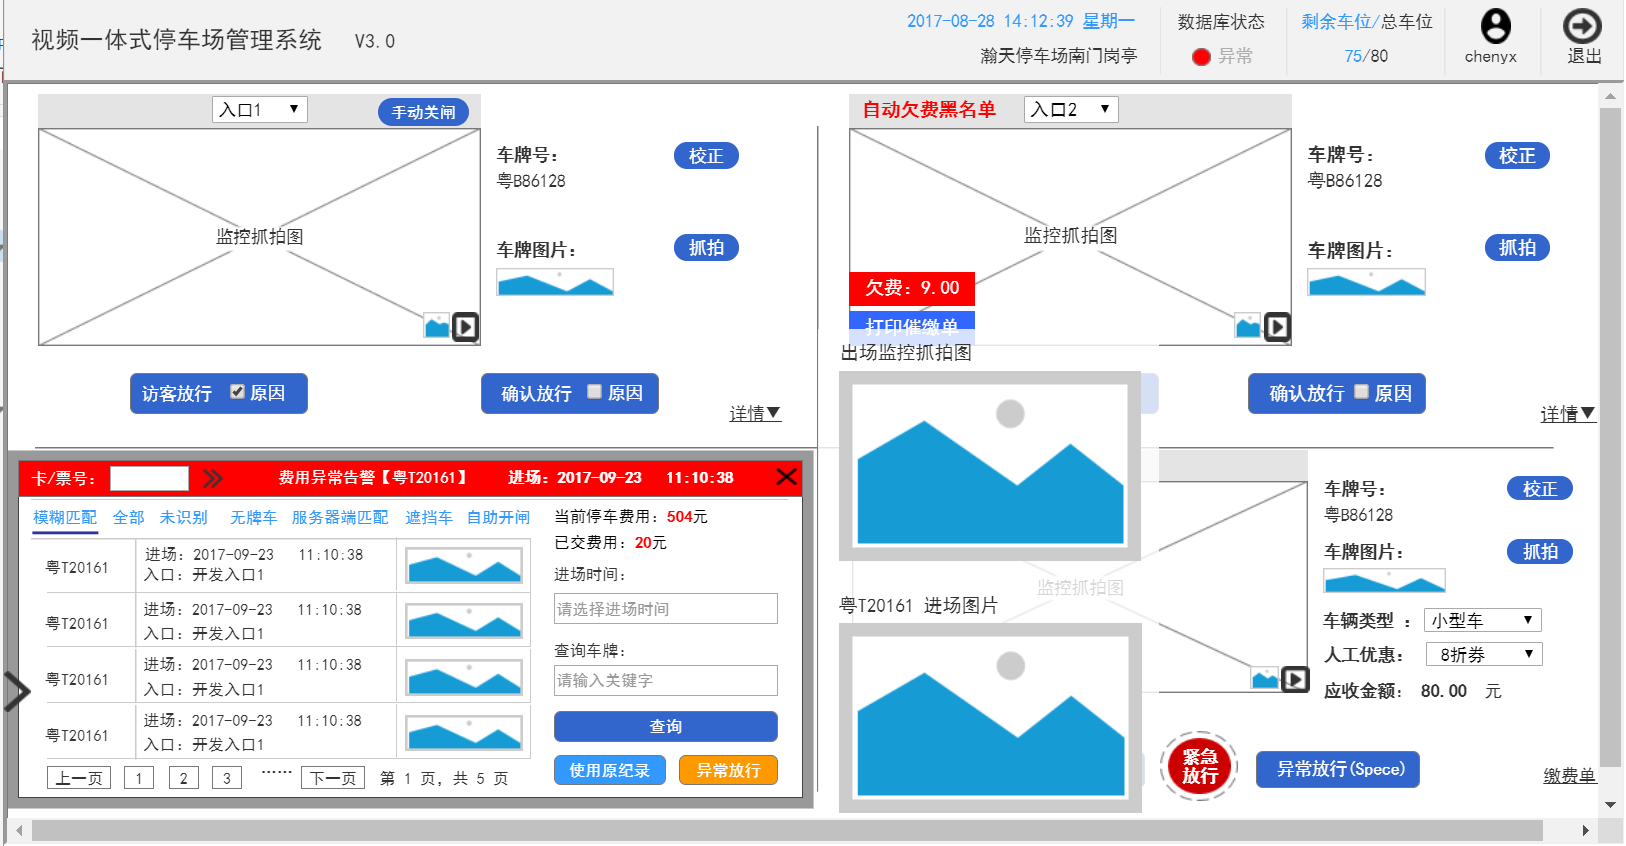 视频一体式停车场管理系统 V3.0
2017-08-28 14:12:39 星期一
瀚天停车场南门岗亭
数据库状态
异常
剩余车位/总车位
75/80
chenyx
退出
入口1
手动关闸
监控抓拍图
车牌号：
校正
粤B86128
车牌图片：
抓拍
访客放行 原因
确认放行 原因
详情▼
自动欠费黑名单
入口2
监控抓拍图
欠费：9.00
打印催缴单
车牌号：
校正
粤B86128
车牌图片：
抓拍
确认放行 原因
详情▼
出场监控抓拍图
粤T20161 进场图片
卡/票号：
费用异常告警【粤T20161】 进场：2017-09-23 11:10:38
模糊匹配 全部 未识别 无牌车 服务器端匹配 遮挡车 自助开闸
粤T20161
进场：2017-09-23 11:10:38
入口：开发入口1
粤T20161
进场：2017-09-23 11:10:38
入口：开发入口1
粤T20161
进场：2017-09-23 11:10:38
入口：开发入口1
粤T20161
进场：2017-09-23 11:10:38
入口：开发入口1
上一页 1 2 3 …… 下一页 第 1 页，共 5 页
当前停车费用：504元
已交费用：20元
进场时间：
请选择进场时间
查询车牌：
请输入关键字
查询
使用原纪录
异常放行
监控抓拍图
车牌号：
校正
粤B86128
车牌图片：
抓拍
车辆类型 ： 小型车
人工优惠： 8折券
应收金额： 80.00 元
紧急
放行
异常放行(Spece)
缴费单